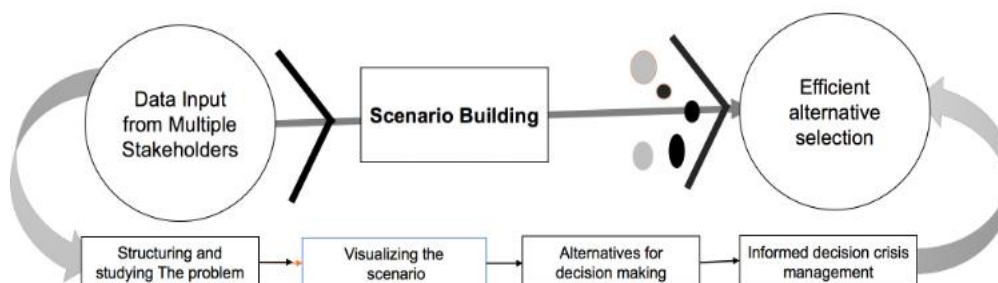 Data Input
from Multiple
Stakeholders
Scenario Building
Efficient
alternative
selection
Structuring and
studying The problem
Visualizing the
scenario
Alternatives for
decision making
Informed decision crisis
management